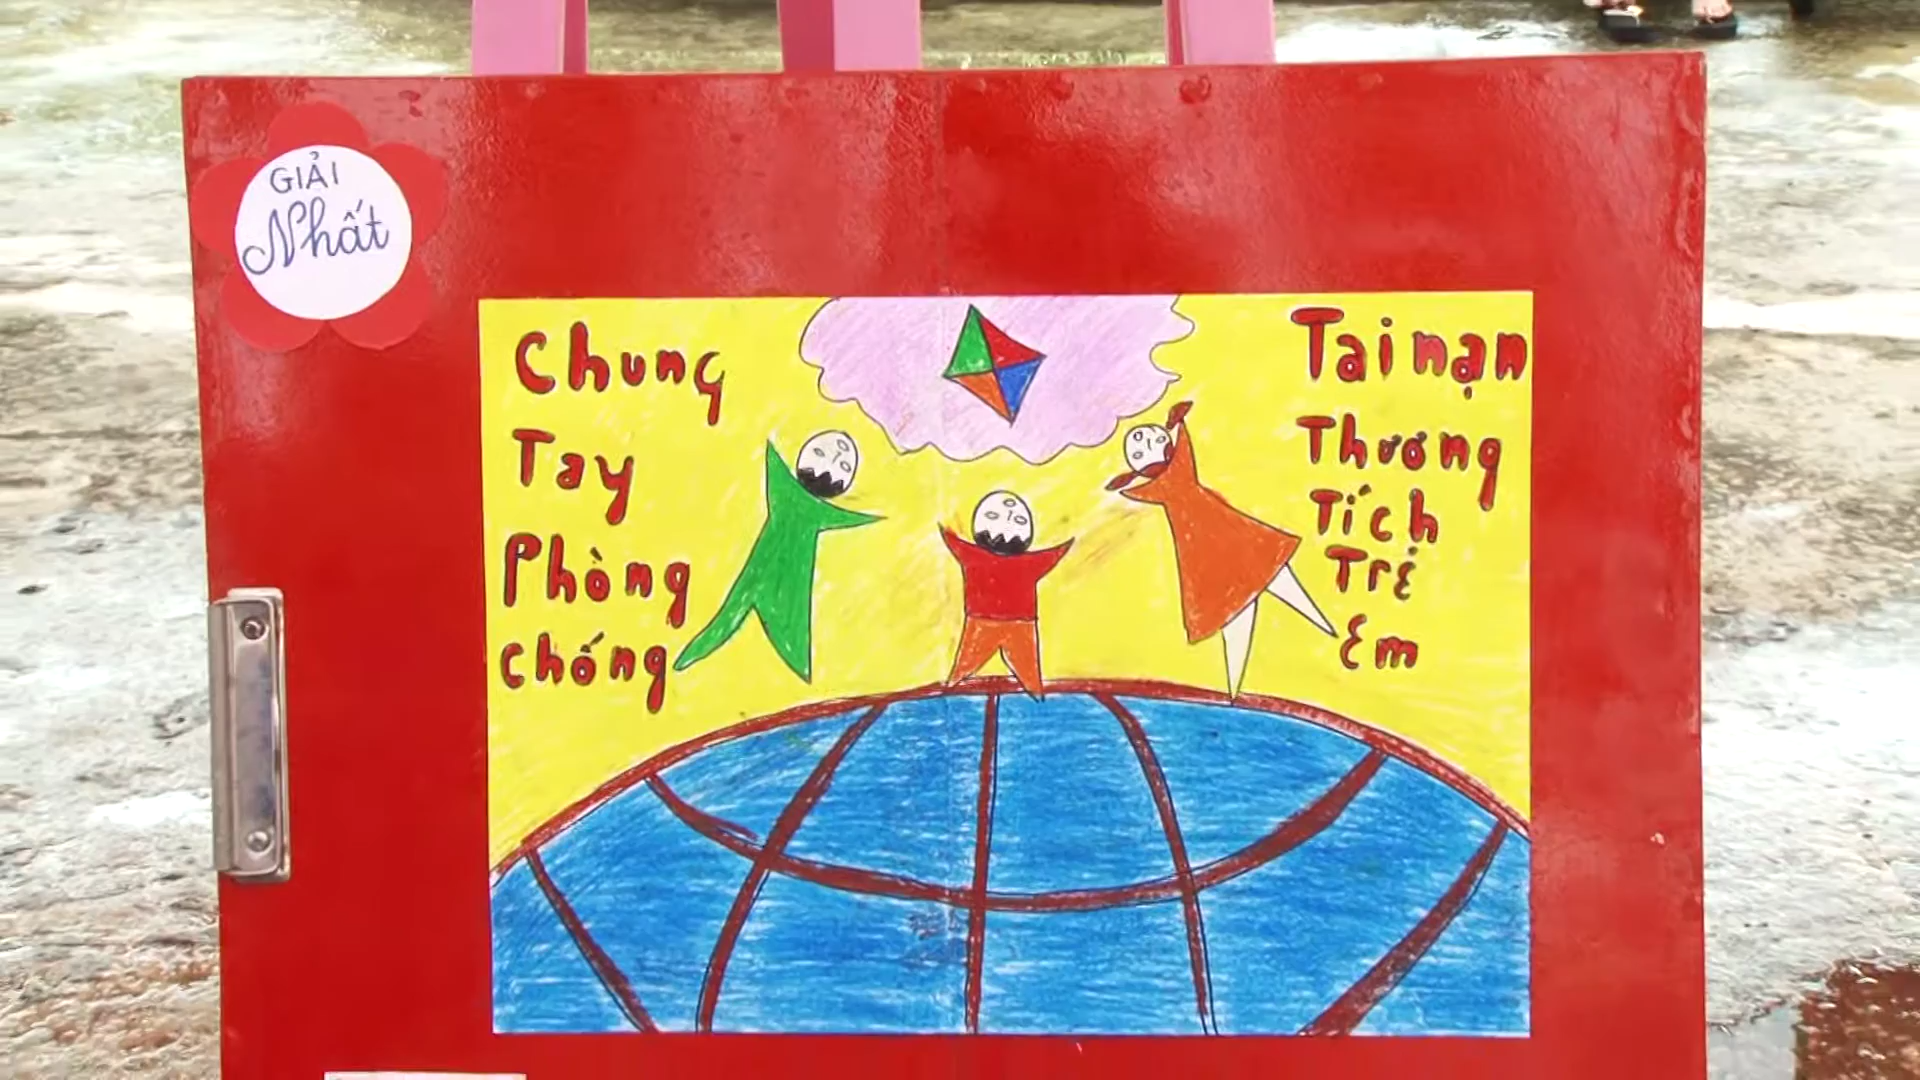 GIẢI
Nhất
Chung
Tay
Phòng
chống
Tai nạn
Thương
Tích
Trẻ
Em